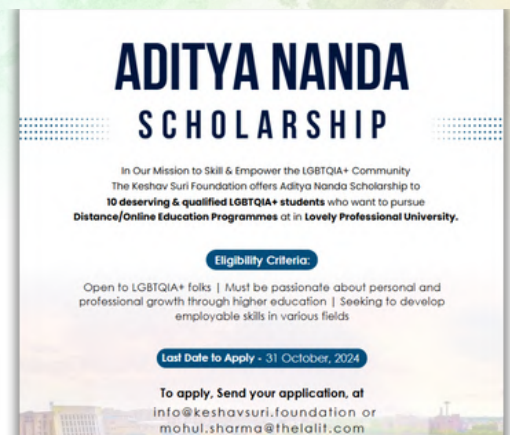 ADITYA NANDA
SCHOLARSHIP
In Our Mission to Skill & Empower the LGBTQIA+ Community
The Keshav Suri Foundation offers Aditya Nanda Scholarship to
10 deserving & qualified LGBTQIA+ students who want to pursue
Distance/Online Education Programmes at in Lovely Professional University.
Eligibility Criteria:
Open to LGBTQIA+ folks | Must be passionate about personal and
professional growth through higher education | Seeking to develop
employable skills in various fields
Last Date to Apply - 31 October, 2024
To apply, Send your application, at
info@keshavsuri.foundation or
mohul.sharma@thelalit.com